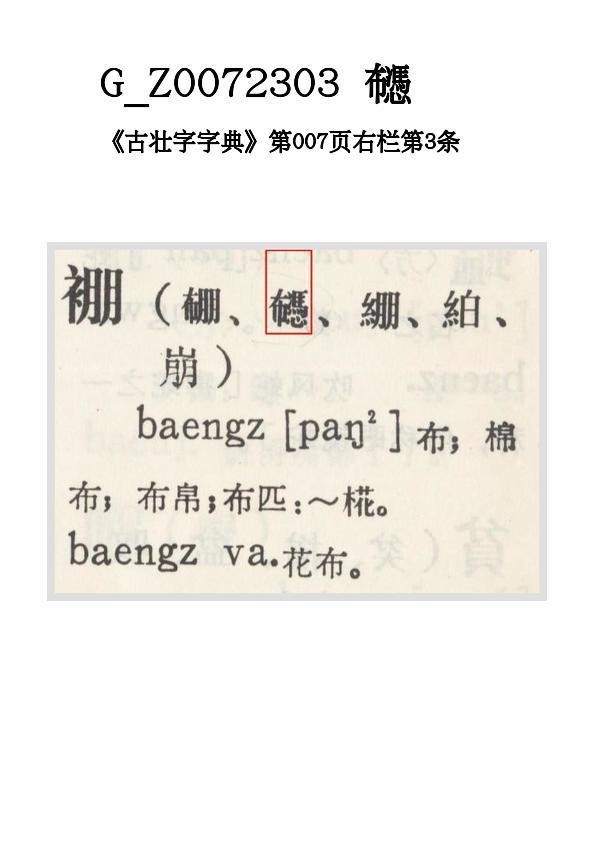 G_Z0072303
《古壮字字典》第007页右栏第3条
（、、綳、絈、
崩）
baengz [paŋ²] 布；棉
布；布帛；布匹：～椛。
baengz va.花布。